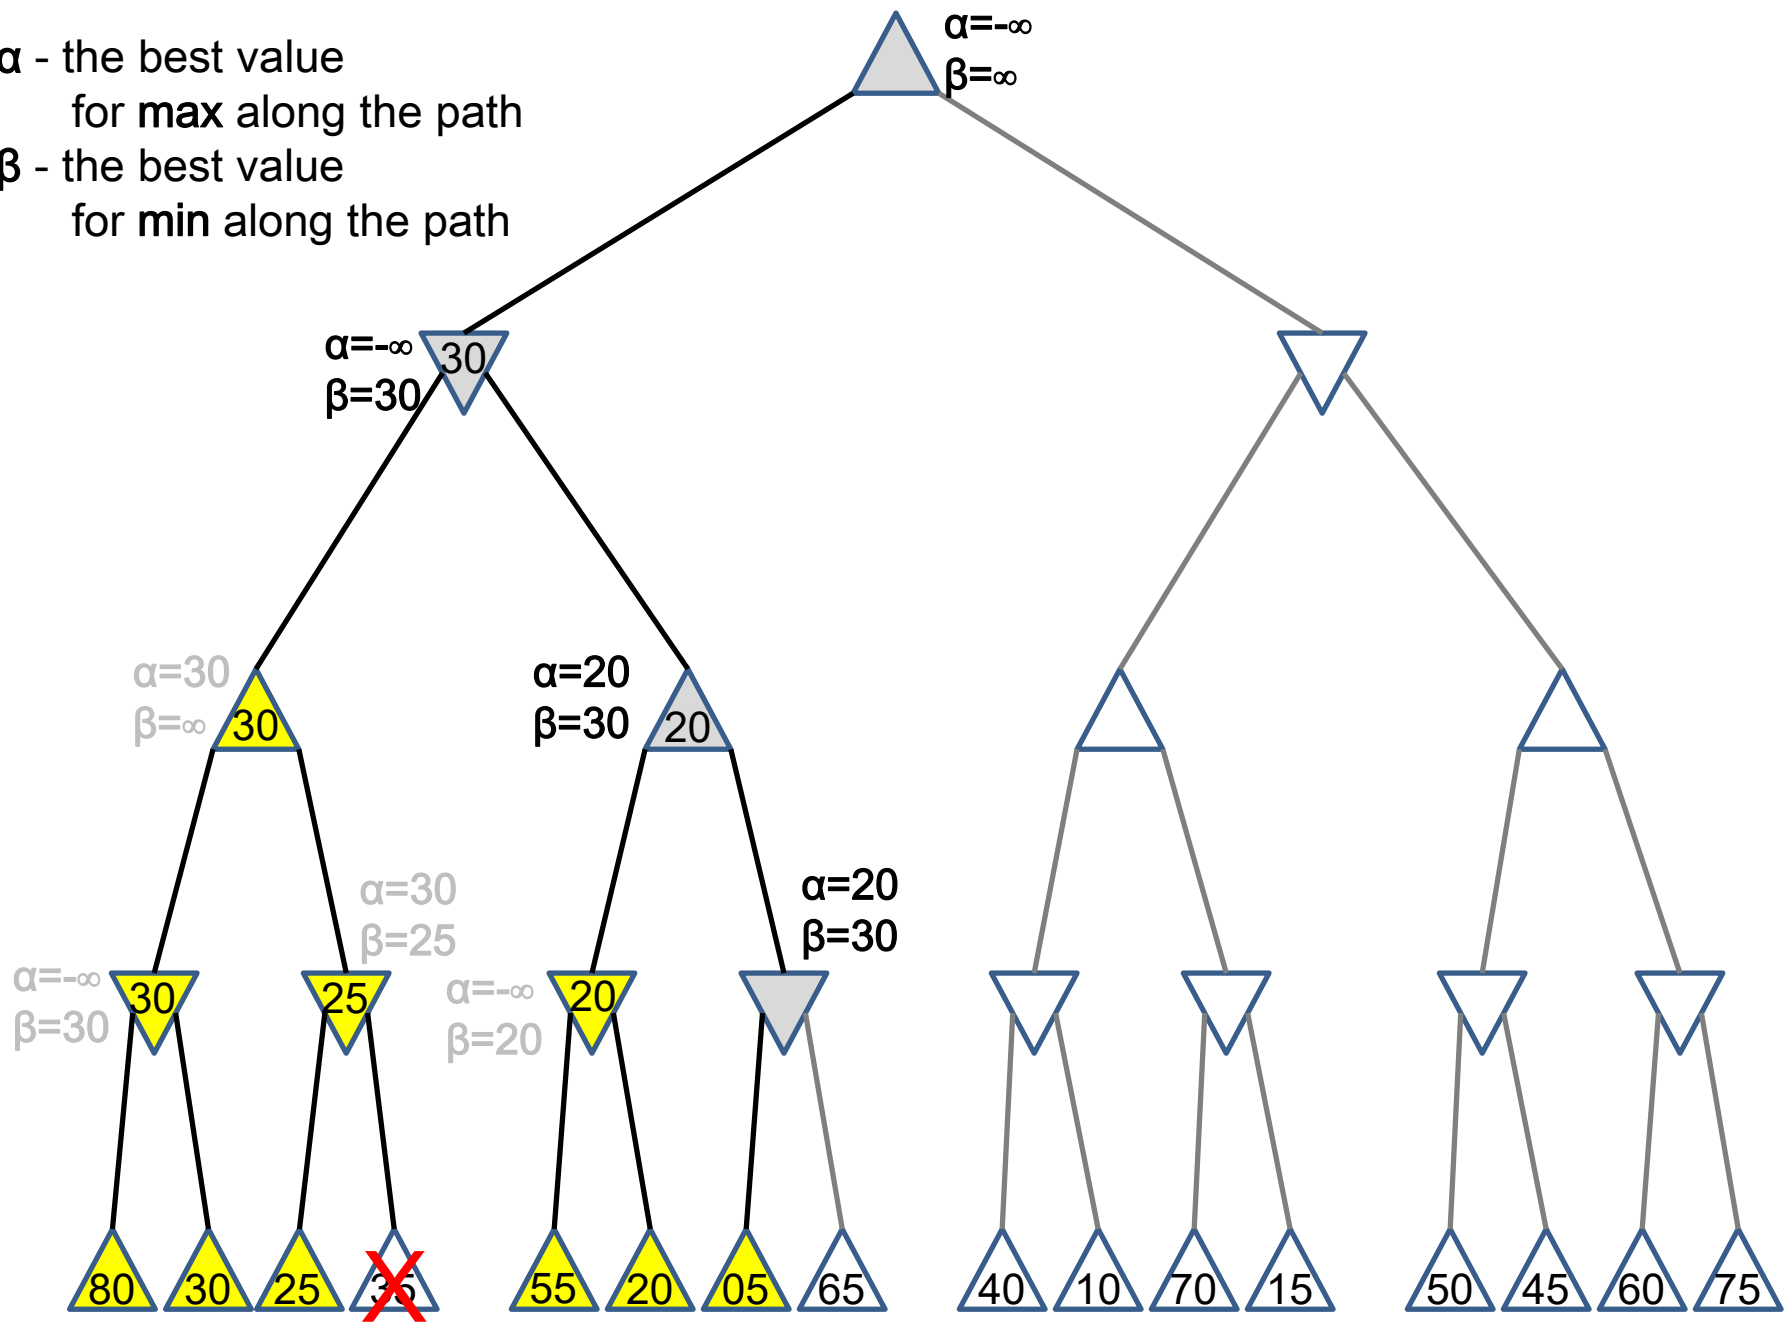 α=-∞
β=∞
α - the best value
for max along the path
β - the best value
for min along the path
α=-∞
β=30
30
α=30
β=∞
30
α=20
β=30
20
α=30
β=25
α=20
β=30
α=-∞
β=30
30
25
α=-∞
β=20
20
80 30 25 35 X 55 20 05 65 40 10 70 15 50 45 60 75